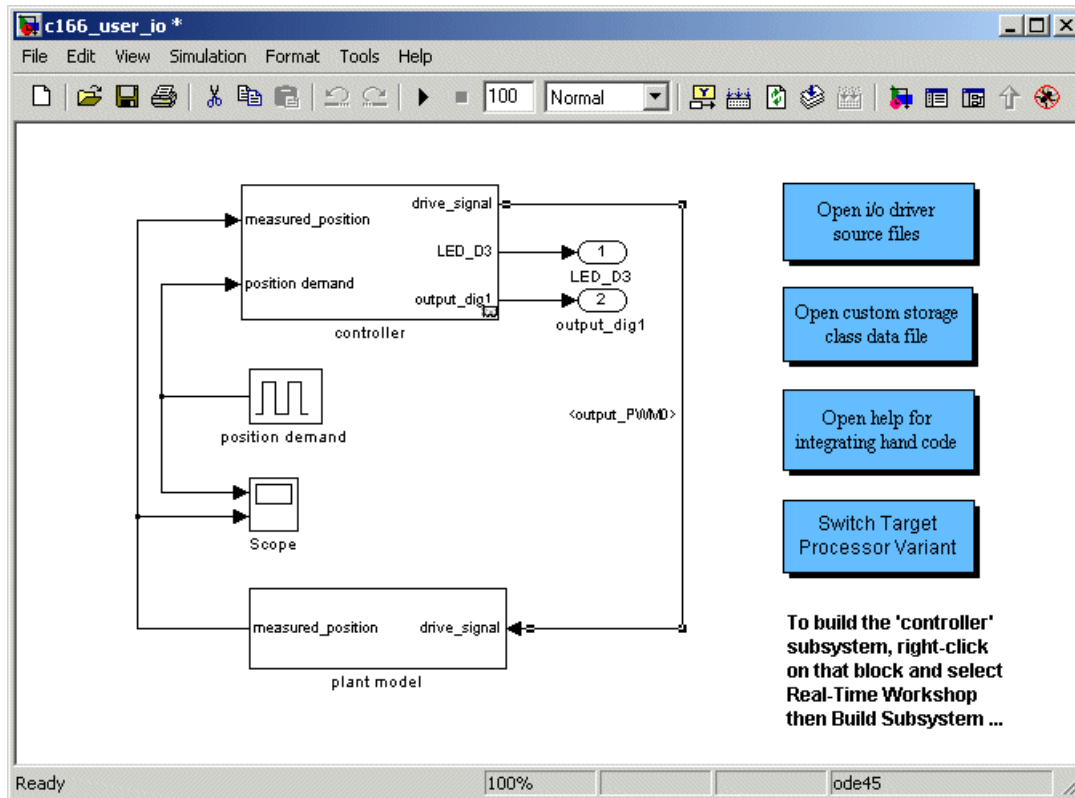 c166_user_io *
File Edit View Simulation Format Tools Help
100 Normal
drive_signal
measured_position
LED_D3
position demand
output_dig1
controller
1
LED_D3
2
output_dig1
<output_PWM0>
position demand
Scope
measured_position drive_signal
plant model
Open i/o driver
source files
Open custom storage
class data file
Open help for
integrating hand code
Switch Target
Processor Variant
To build the 'controller'
subsystem, right-click
on that block and select
Real-Time Workshop
then Build Subsystem ...
Ready 100% ode45